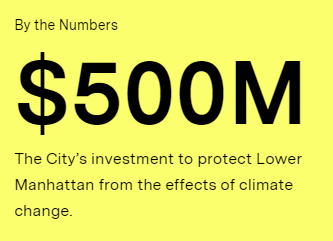 By the Numbers
$500M
The City’s investment to protect Lower
Manhattan from the effects of climate
change.